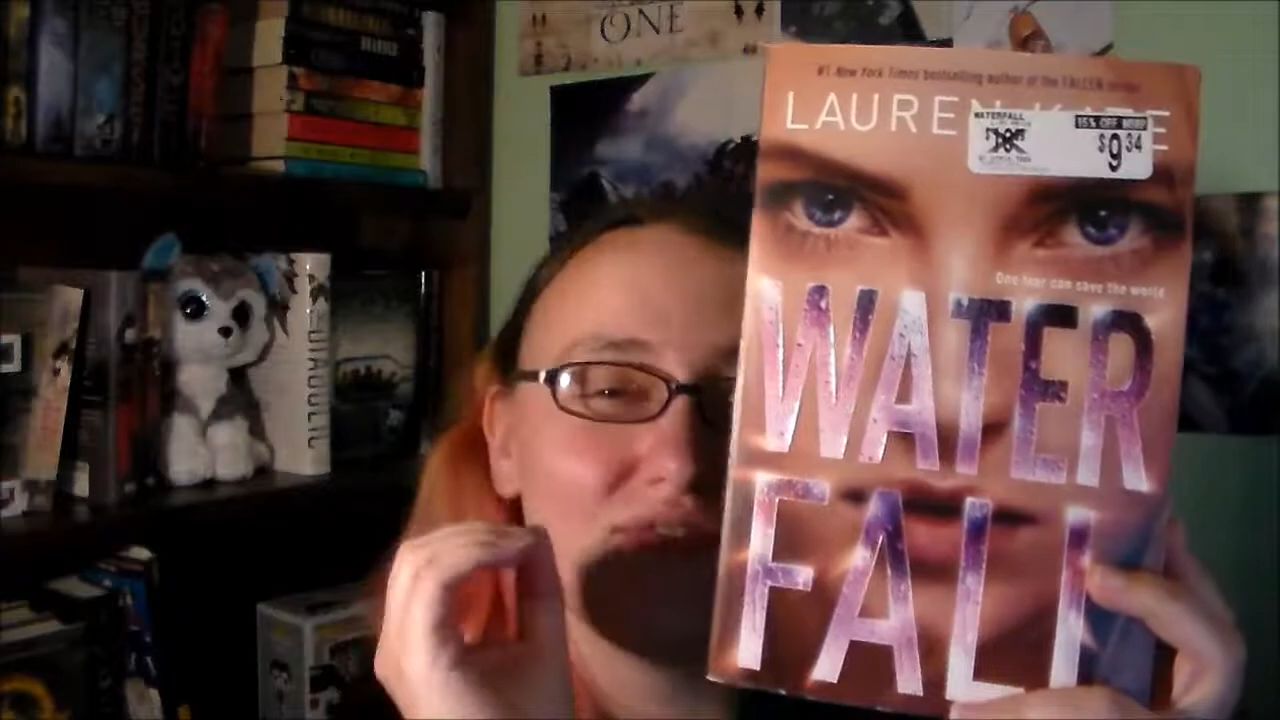 ONE
#1 New York Times bestselling author of the FALLEN series
LAUREN KATE
WATERFALL
15% OFF MSRP
$9.34
One tear can save the world
WATER
FALL
DIABOLIC